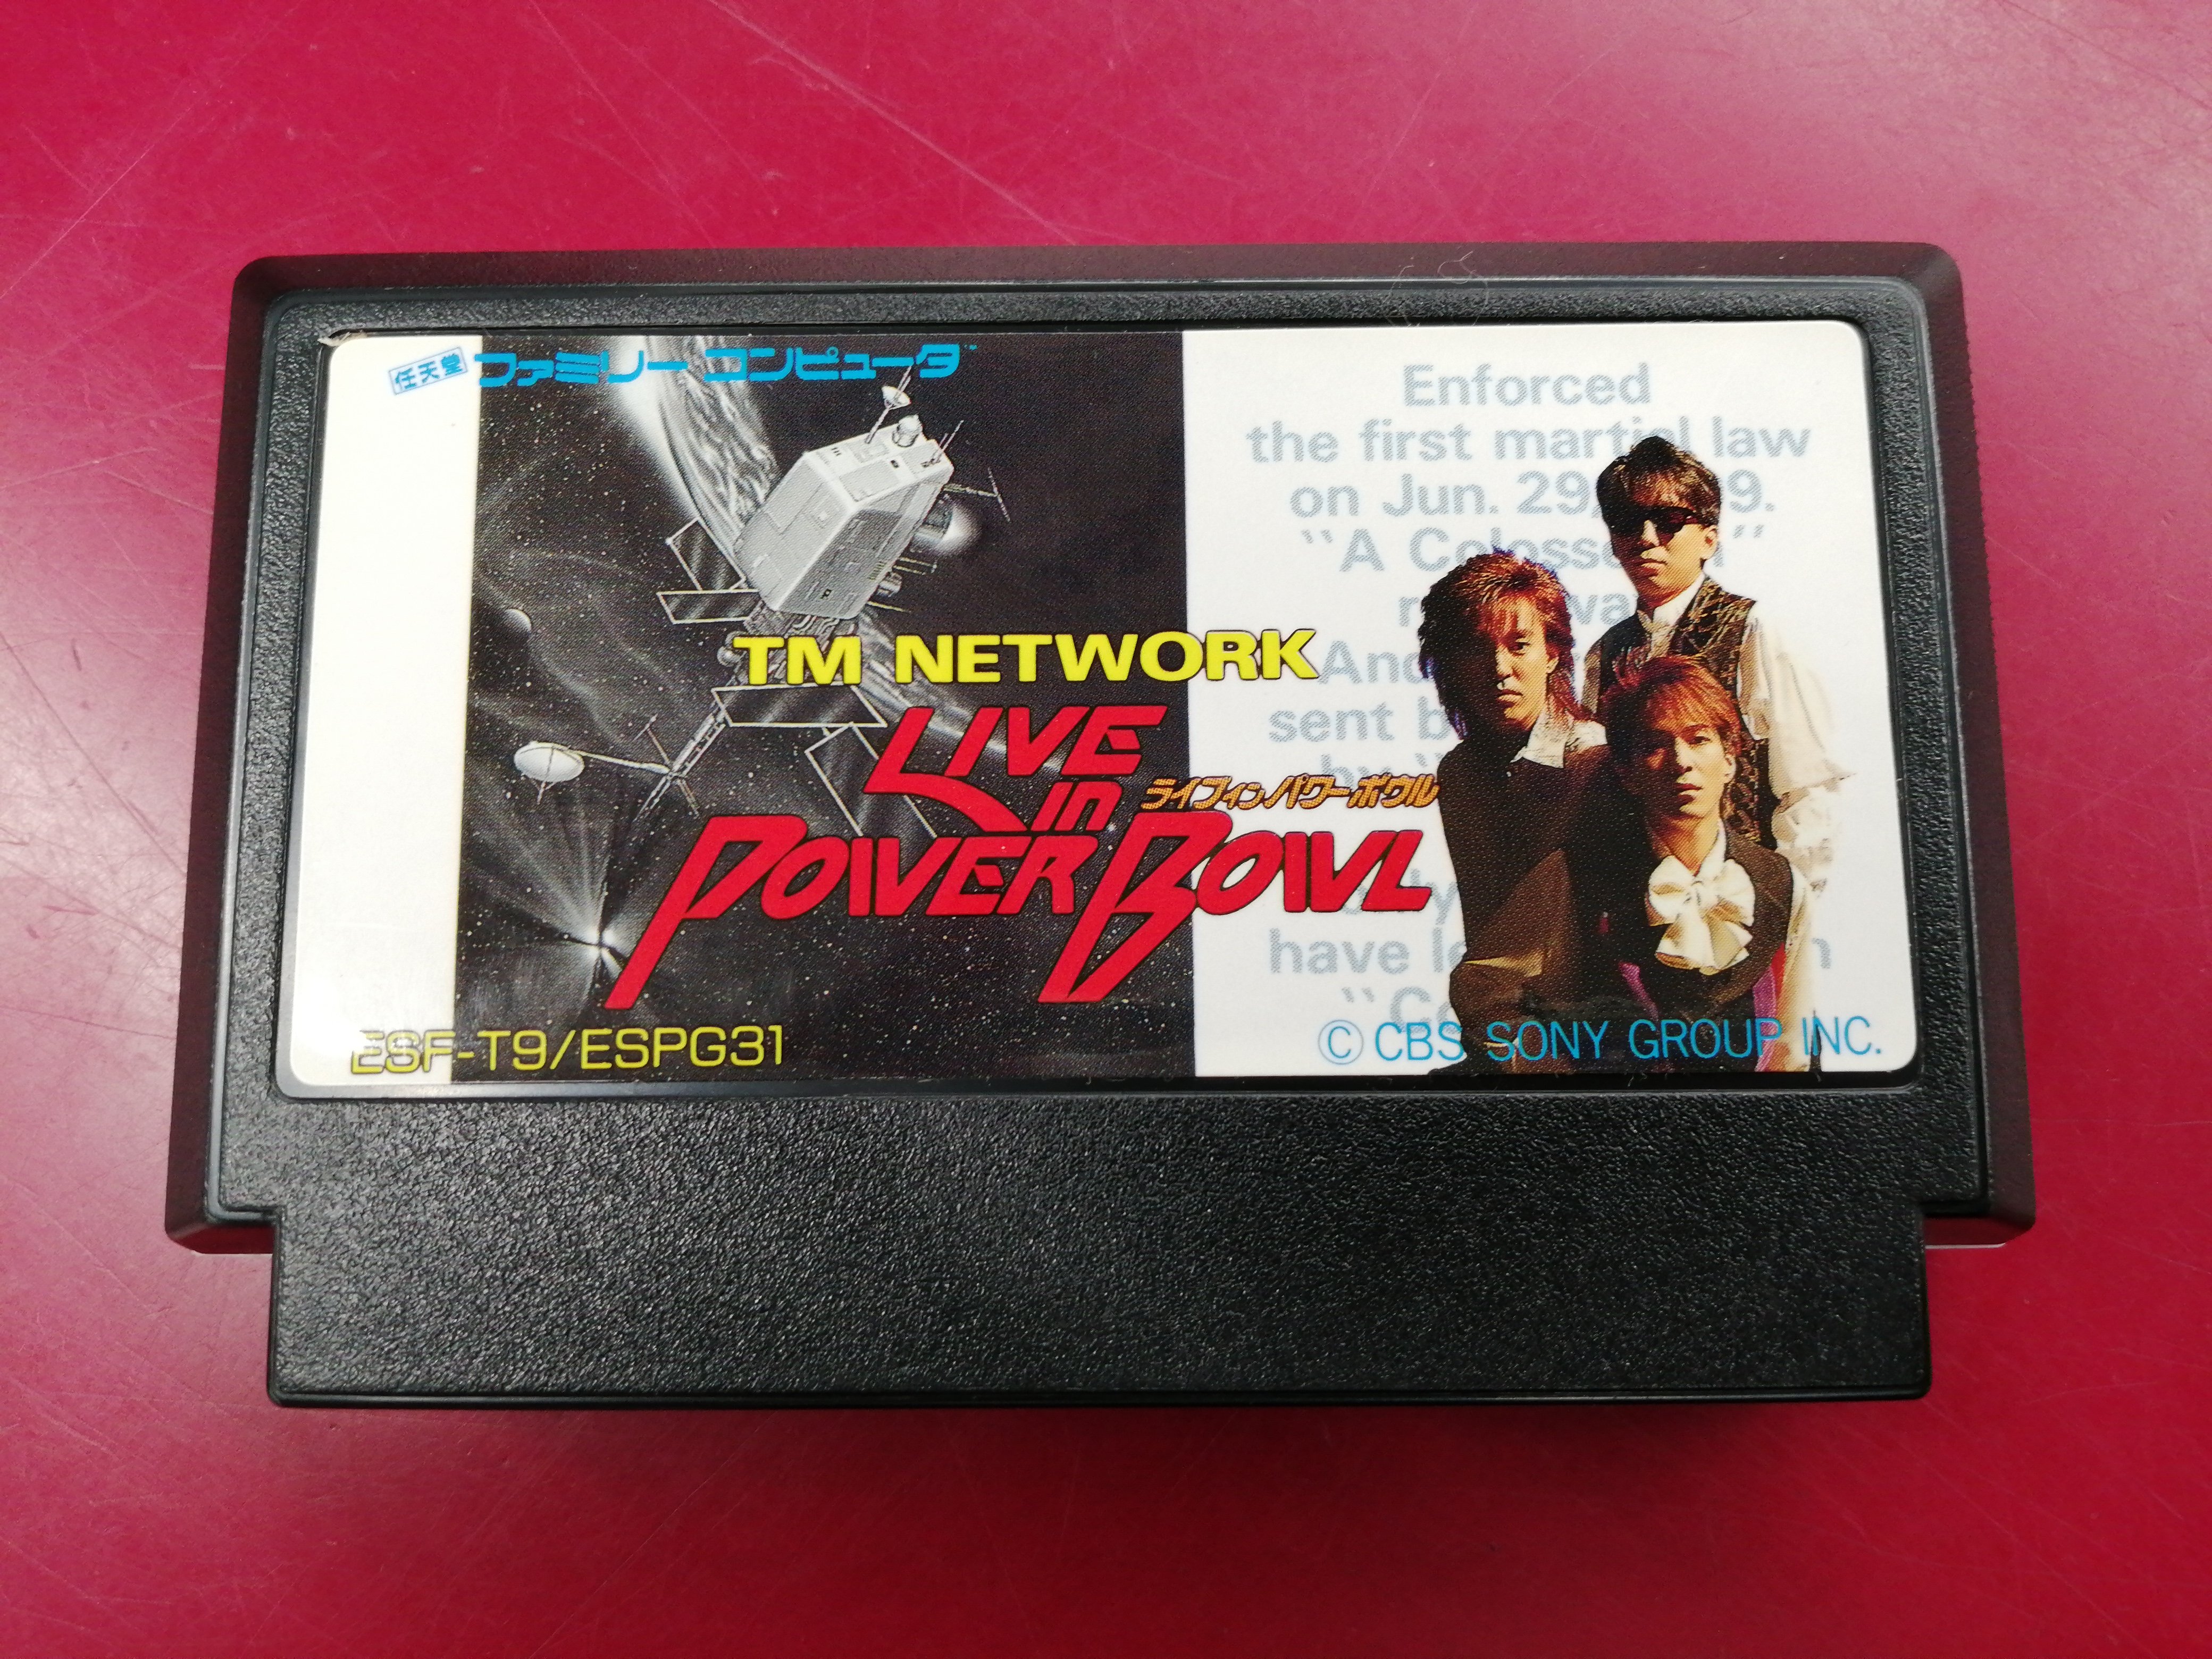 任天堂 ファミリー コンピュータ™
TM NETWORK
LIVE
in
ライブ イン パワーボウル
POWER BOWL
ESF-T9/ESPG31
Enforced
the first martial law
on Jun. 29,
"A
sent
have
© CBS SONY GROUP INC.